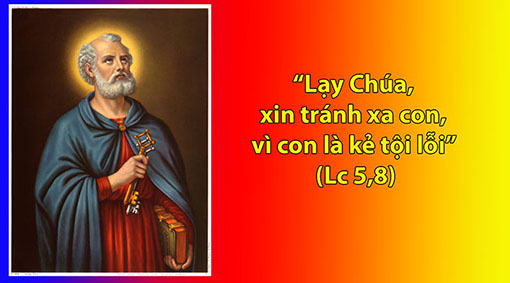 “Lạy Chúa,
xin tránh xa con,
vì con là kẻ tội lỗi”
(Lc 5,8)